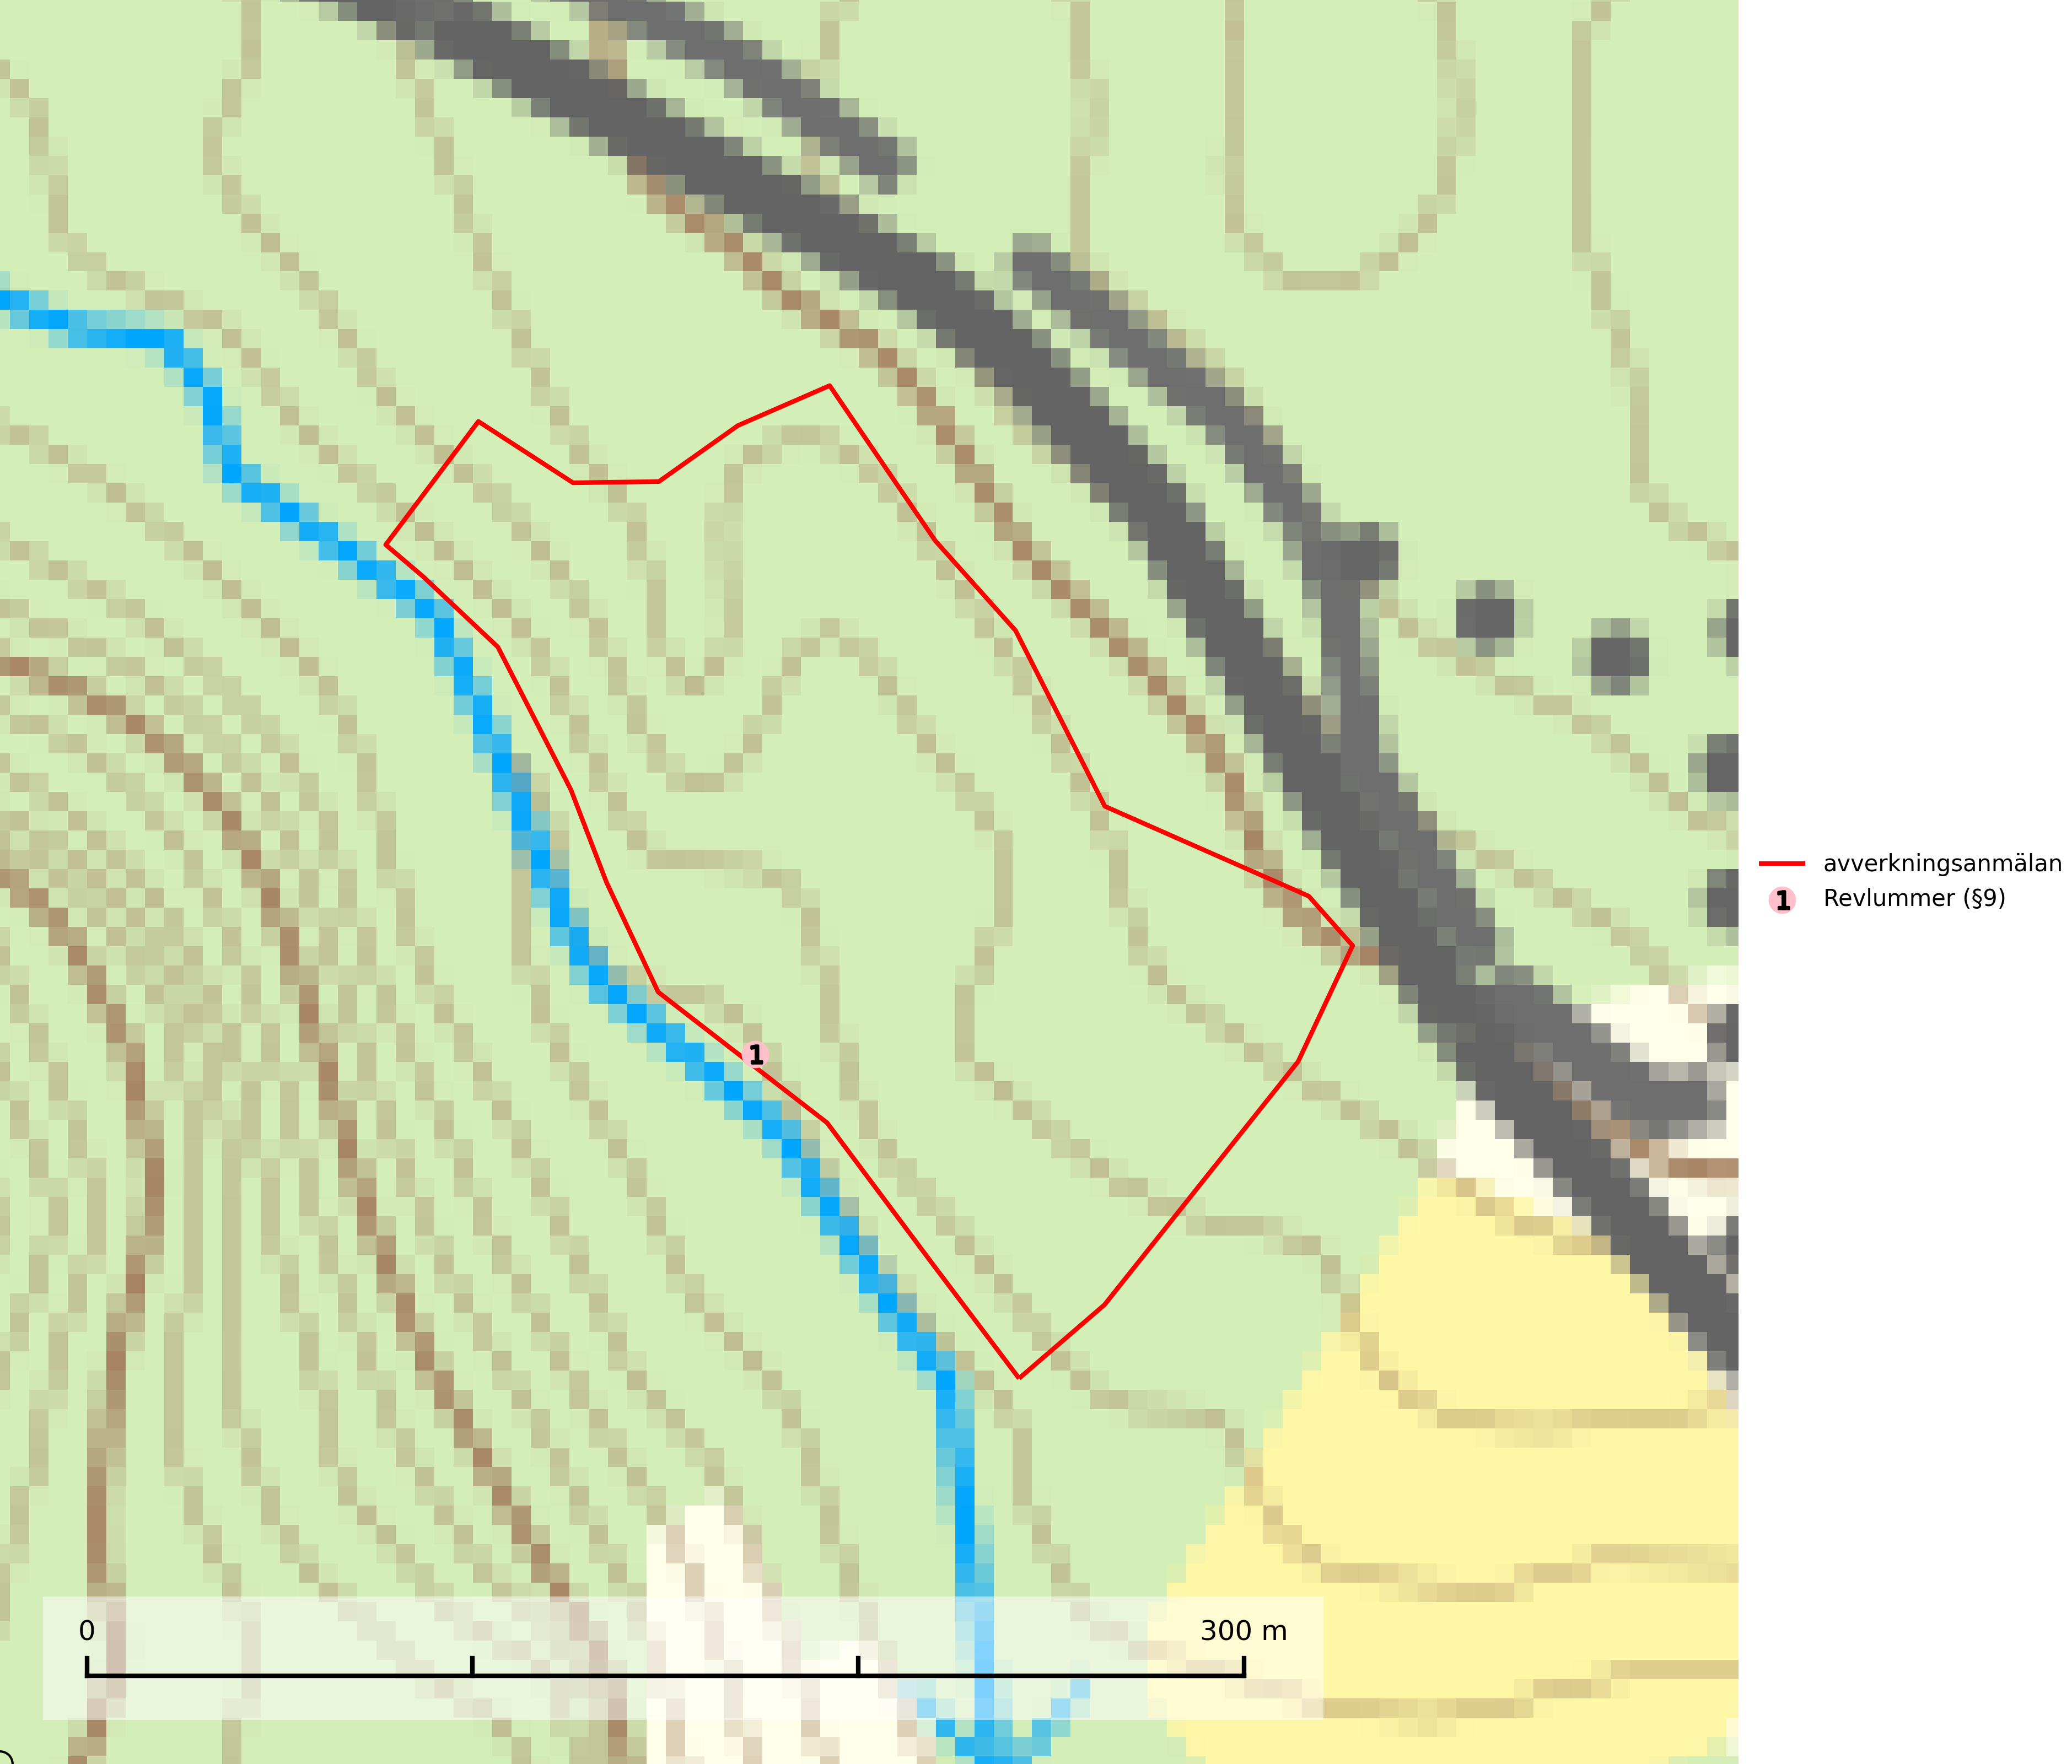 1
avverkningsanmälan
1 Revlummer (§9)
0 300 m